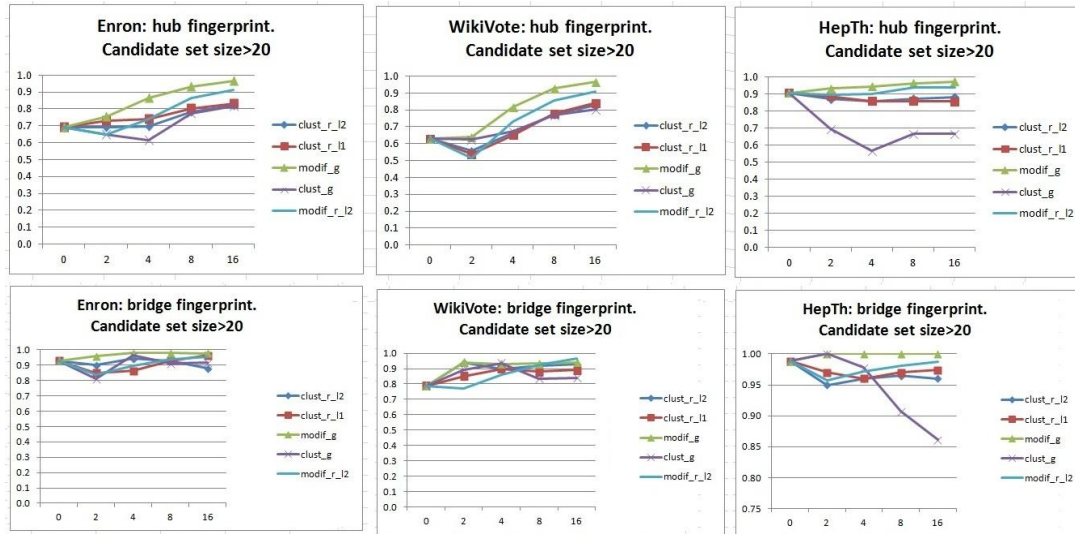 Enron: hub fingerprint.
Candidate set size>20
1.0
0.9
0.8
0.7
0.6
0.5
0.4
0.3
0.2
0.1
0.0
0 2 4 8 16
clust_r_l2
clust_r_l1
modif_g
clust_g
modif_r_l2
WikiVote: hub fingerprint.
Candidate set size>20
1.0
0.9
0.8
0.7
0.6
0.5
0.4
0.3
0.2
0.1
0.0
0 2 4 8 16
clust_r_l2
clust_r_l1
modif_g
clust_g
modif_r_l2
HepTh: hub fingerprint.
Candidate set size>20
1.0
0.9
0.8
0.7
0.6
0.5
0.4
0.3
0.2
0.1
0.0
0 2 4 8 16
clust_r_l2
clust_r_l1
modif_g
clust_g
modif_r_l2
Enron: bridge fingerprint.
Candidate set size>20
1.0
0.9
0.8
0.7
0.6
0.5
0.4
0.3
0.2
0.1
0.0
0 2 4 8 16
clust_r_l2
clust_r_l1
modif_g
clust_g
modif_r_l2
WikiVote: bridge fingerprint.
Candidate set size>20
1.0
0.9
0.8
0.7
0.6
0.5
0.4
0.3
0.2
0.1
0.0
0 2 4 8 16
clust_r_l2
clust_r_l1
modif_g
clust_g
modif_r_l2
HepTh: bridge fingerprint.
Candidate set size>20
1.00
0.95
0.90
0.85
0.80
0.75
0 2 4 8 16
clust_r_l2
clust_r_l1
modif_g
clust_g
modif_r_l2